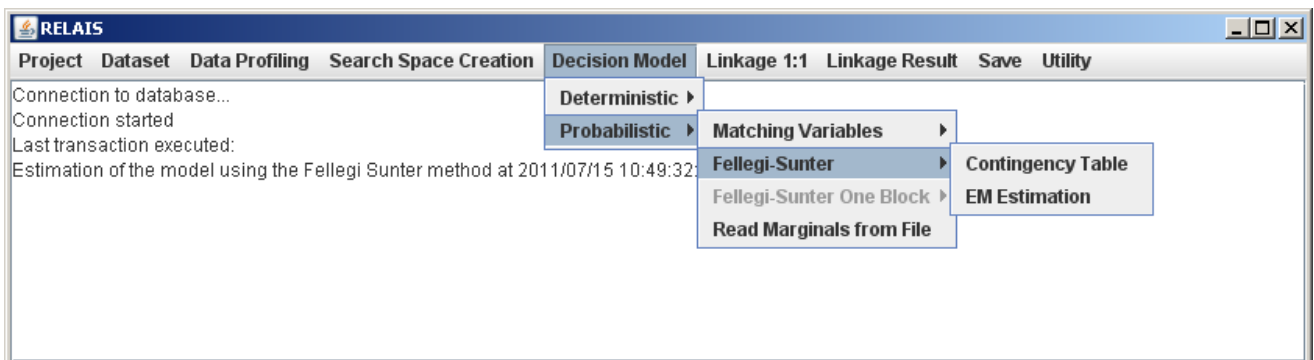 RELAIS
Project Dataset Data Profiling Search Space Creation Decision Model Linkage 1:1 Linkage Result Save Utility
Connection to database...
Connection started
Last transaction executed:
Estimation of the model using the Fellegi Sunter method at 2011/07/15 10:49:32:
Deterministic
Probabilistic
Matching Variables
Fellegi-Sunter
Fellegi-Sunter One Block
Read Marginals from File
Contingency Table
EM Estimation